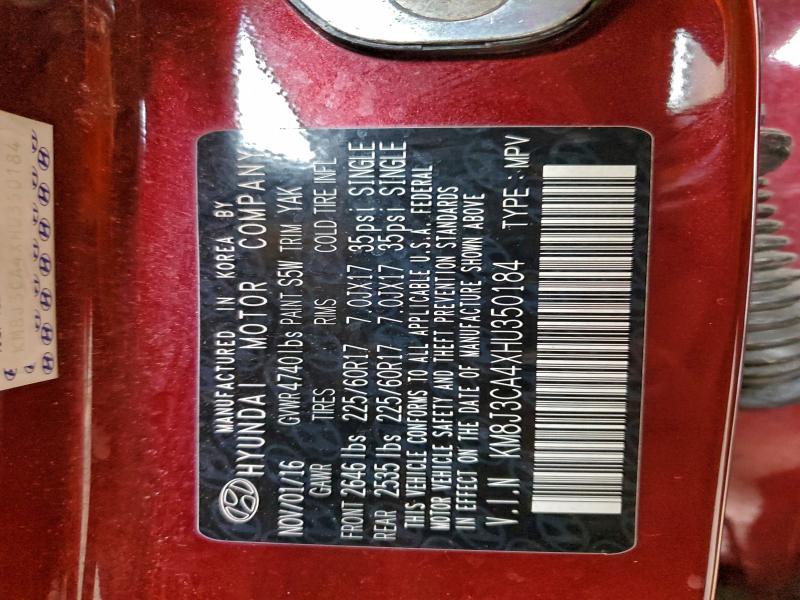 MANUFACTURED IN KOREA BY
HYUNDAI MOTOR COMPANY
NOV/01/16 GVWR4740lbs PAINT S5W TRIM YAK
GAWR TIRES RIMS COLD TIRE INFL
FRONT 2646 lbs 225/60R17 7.0JX17 35psi SINGLE
REAR 2535 lbs 225/60R17 7.0JX17 35psi SINGLE
THIS VEHICLE CONFORMS TO ALL APPLICABLE U.S.A. FEDERAL
MOTOR VEHICLE SAFETY AND THEFT PREVENTION STANDARDS
IN EFFECT ON THE DATE OF MANUFACTURE SHOWN ABOVE
V.I.N KM8J3CA4XHU350184 TYPE : MPV
KM8J3CA4XHU350184